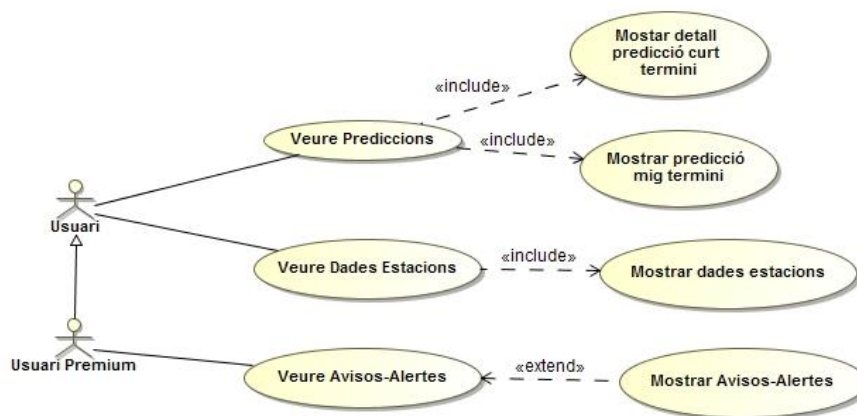 Mostar detall
predicció curt
termini
«include»
Veure Prediccions
«include»
Mostrar predicció
mig termini
Usuari
Veure Dades Estacions
«include»
Mostrar dades estacions
Usuari Premium
Veure Avisos-Alertes
«extend»
Mostrar Avisos-Alertes